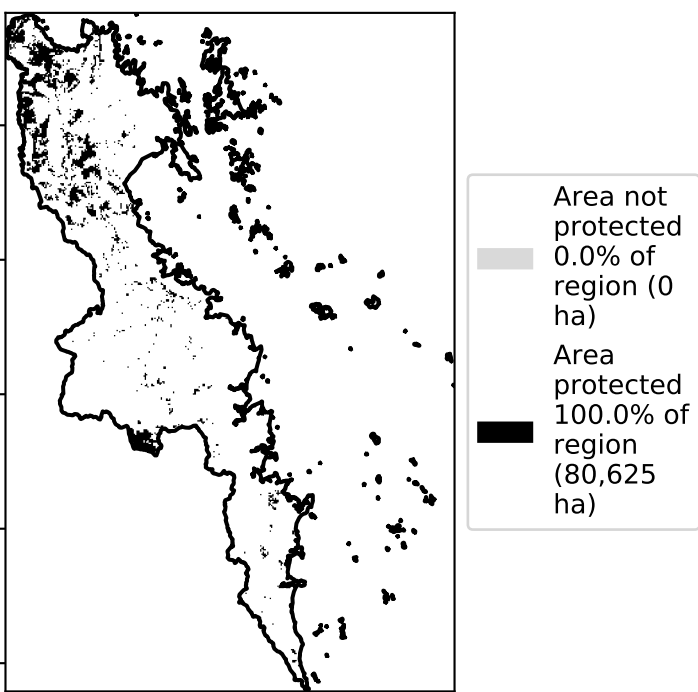 Area not
protected
0.0% of
region (0
ha)
Area
protected
100.0% of
region
(80,625
ha)